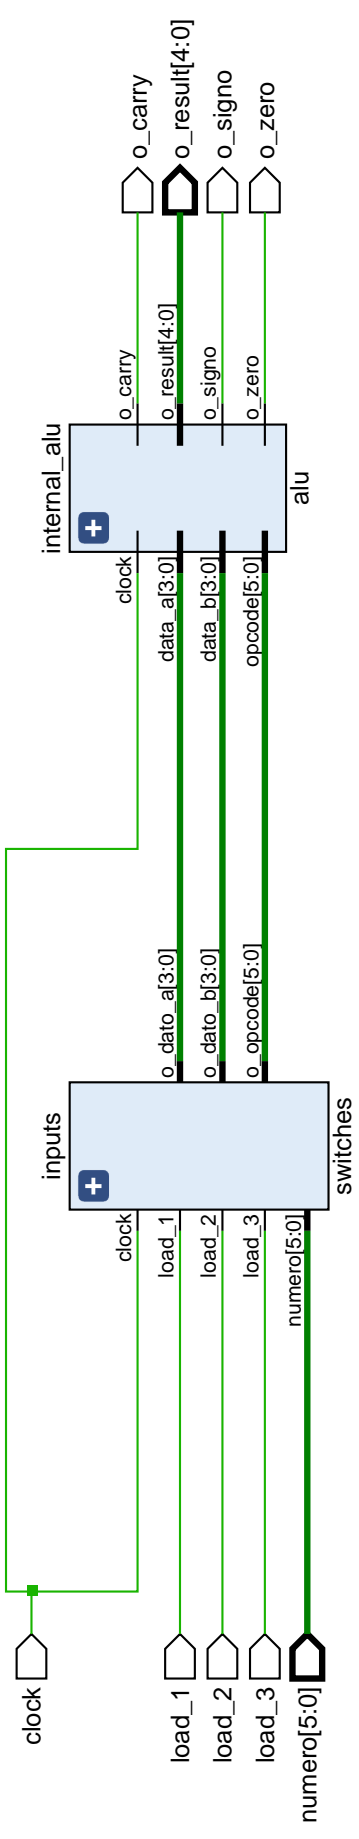 clock
load_1
load_2
load_3
numero[5:0]
inputs
clock
load_1
load_2
load_3
numero[5:0]
o_dato_a[3:0]
o_dato_b[3:0]
o_opcode[5:0]
switches
internal_alu
clock
data_a[3:0]
data_b[3:0]
opcode[5:0]
o_carry
o_result[4:0]
o_signo
o_zero
alu
o_carry
o_result[4:0]
o_signo
o_zero